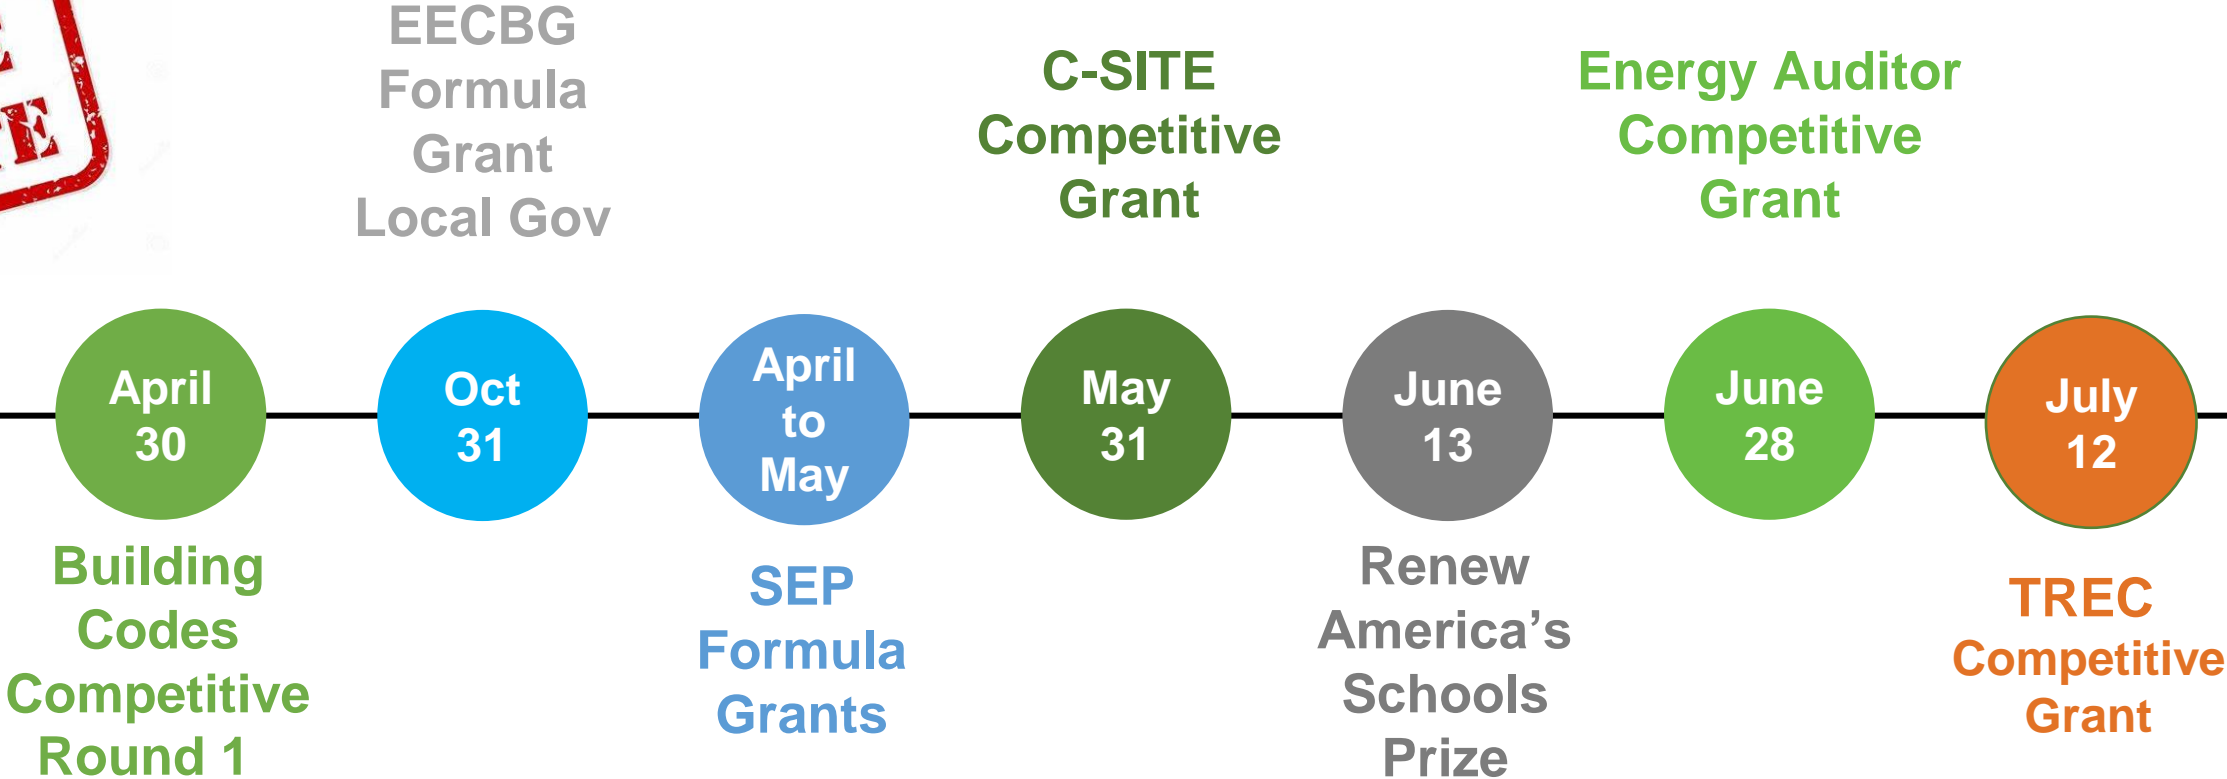 EECBG
Formula
Grant
Local Gov
C-SITE
Competitive
Grant
Energy Auditor
Competitive
Grant
April
30
Oct
31
April
to
May
May
31
June
13
June
28
July
12
Building
Codes
Competitive
Round 1
SEP
Formula
Grants
Renew
America’s
Schools
Prize
TREC
Competitive
Grant